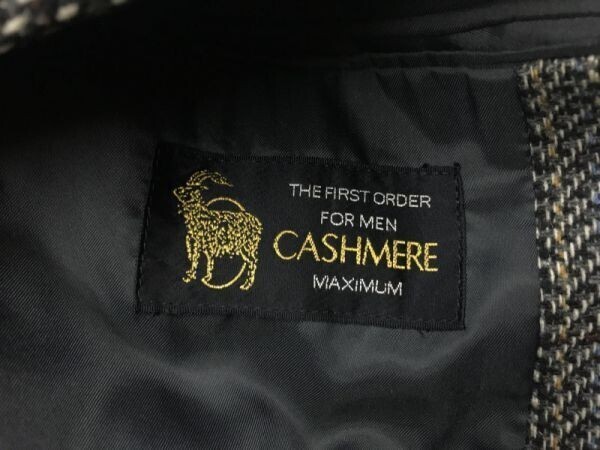 THE FIRST ORDER
FOR MEN
CASHMERE
MAXIMUM